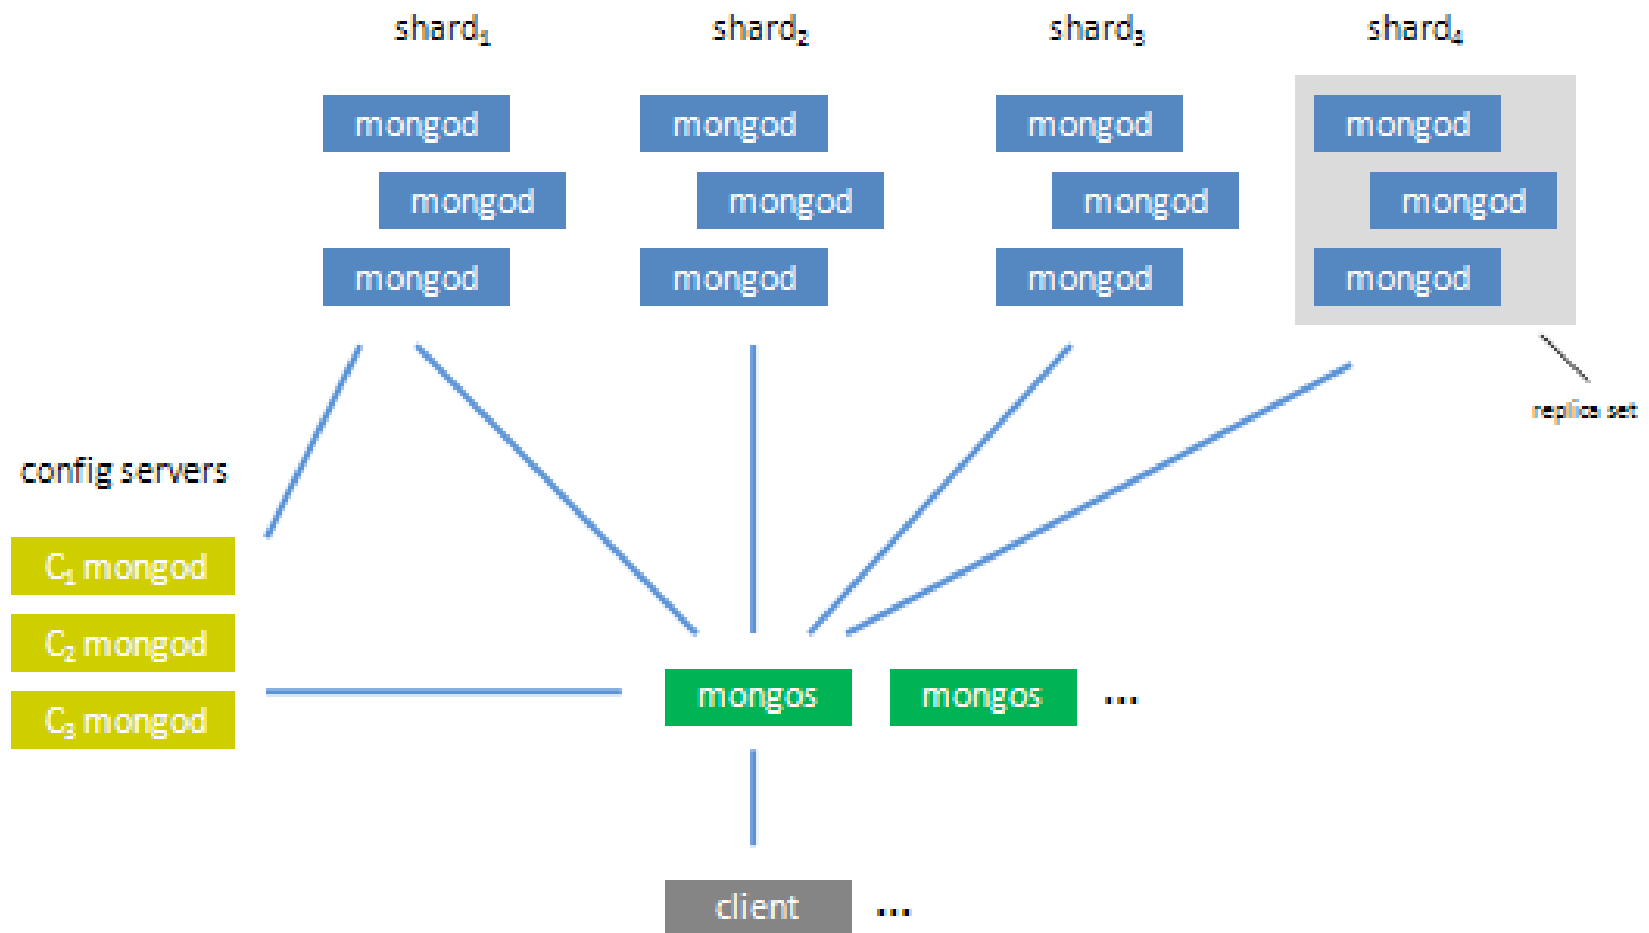 shard₁ shard₂ shard₃ shard₄
mongod mongod mongod mongod
mongod mongod mongod mongod
mongod mongod mongod mongod
replica set
config servers
C₁ mongod
C₂ mongod
C₃ mongod
mongos mongos ...
client ...